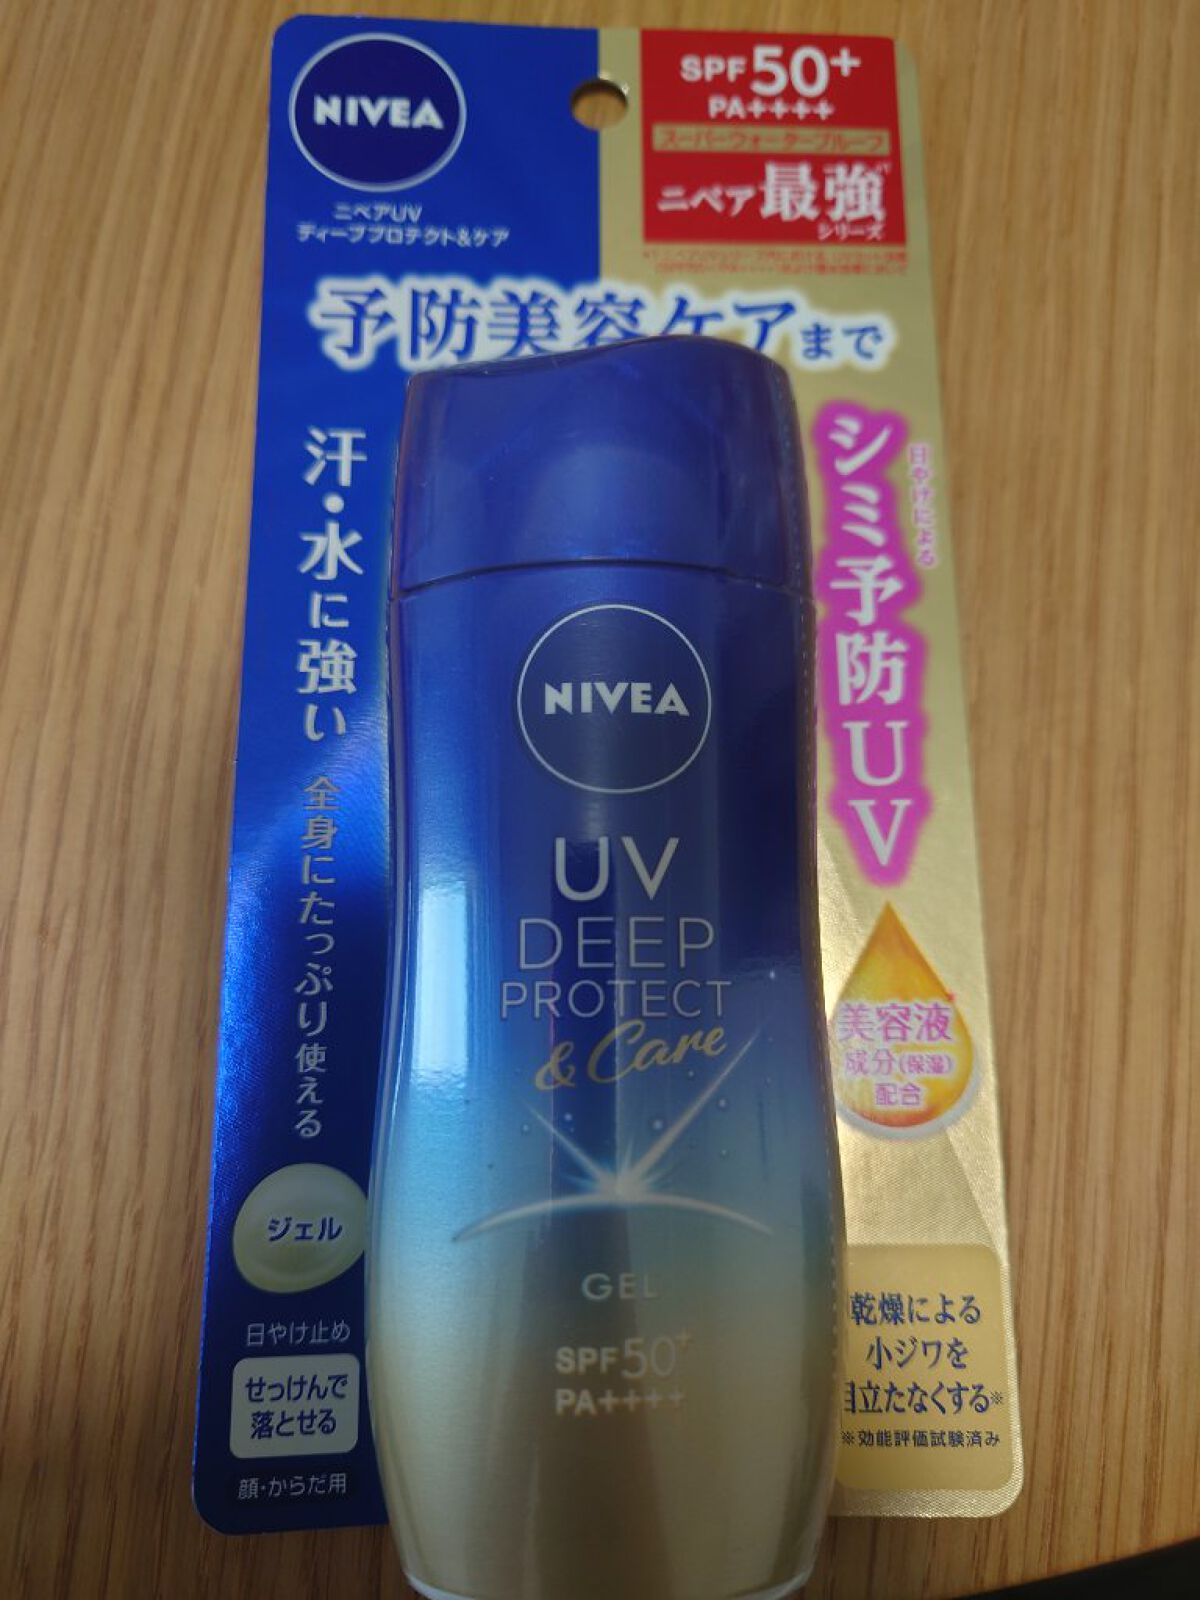 NIVEA
ニベアUV
ディーププロテクト&ケア
SPF50+
PA++++
スーパーウォータープルーフ
ニベア最強
シリーズ
予防美容ケアまで
汗・水に強い
全身にたっぷり使える
日やけによる
シミ予防UV
美容液
成分(保湿)
配合
NIVEA
UV
DEEP
PROTECT
& Care
GEL
SPF50+
PA++++
ジェル
日やけ止め
せっけんで
落とせる
顔・からだ用
乾燥による
小ジワを
目立たなくする※
※効能評価試験済み